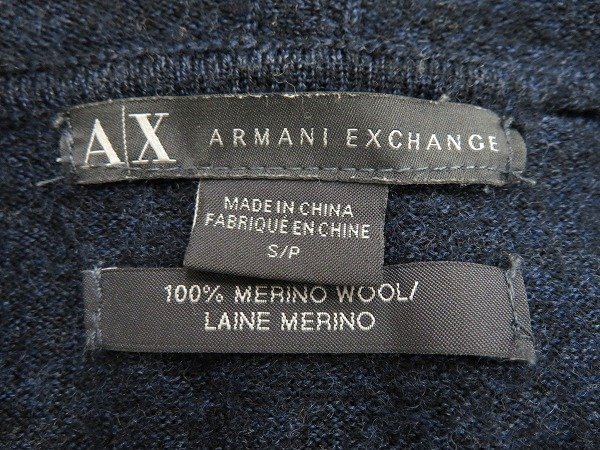 A|X ARMANI EXCHANGE
MADE IN CHINA
FABRIQUÉ EN CHINE
S/P
100% MERINO WOOL/
LAINE MERINO